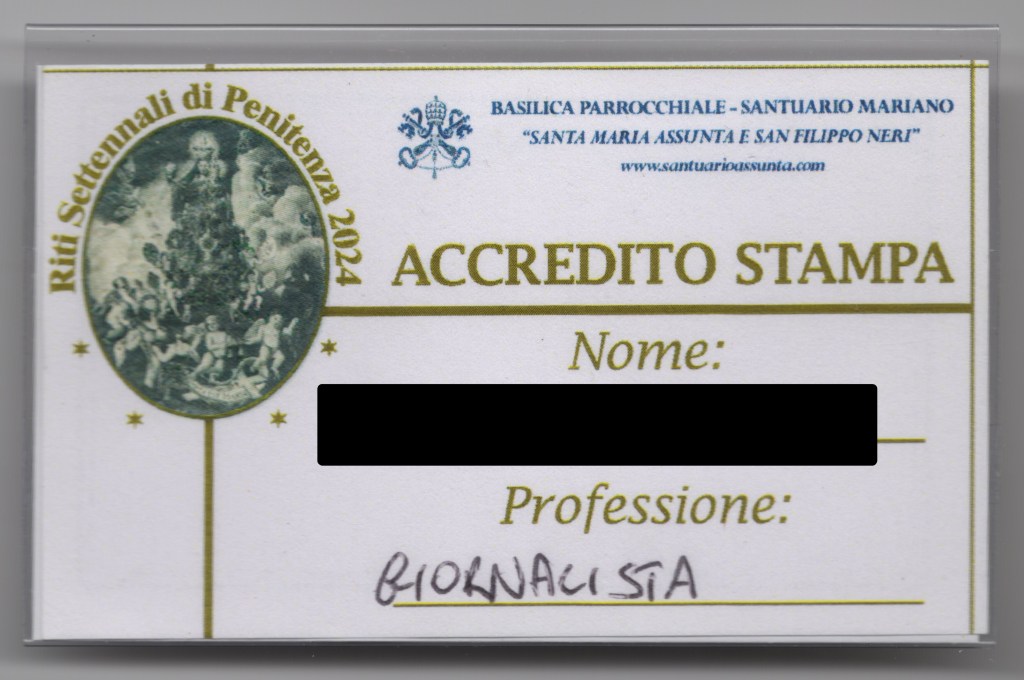 Riti Settennali di Penitenza 2024
BASILICA PARROCCHIALE - SANTUARIO MARIANO
"SANTA MARIA ASSUNTA E SAN FILIPPO NERI"
www.santuarioassunta.com
ACCREDITO STAMPA
Nome:
Professione:
GIORNALISTA